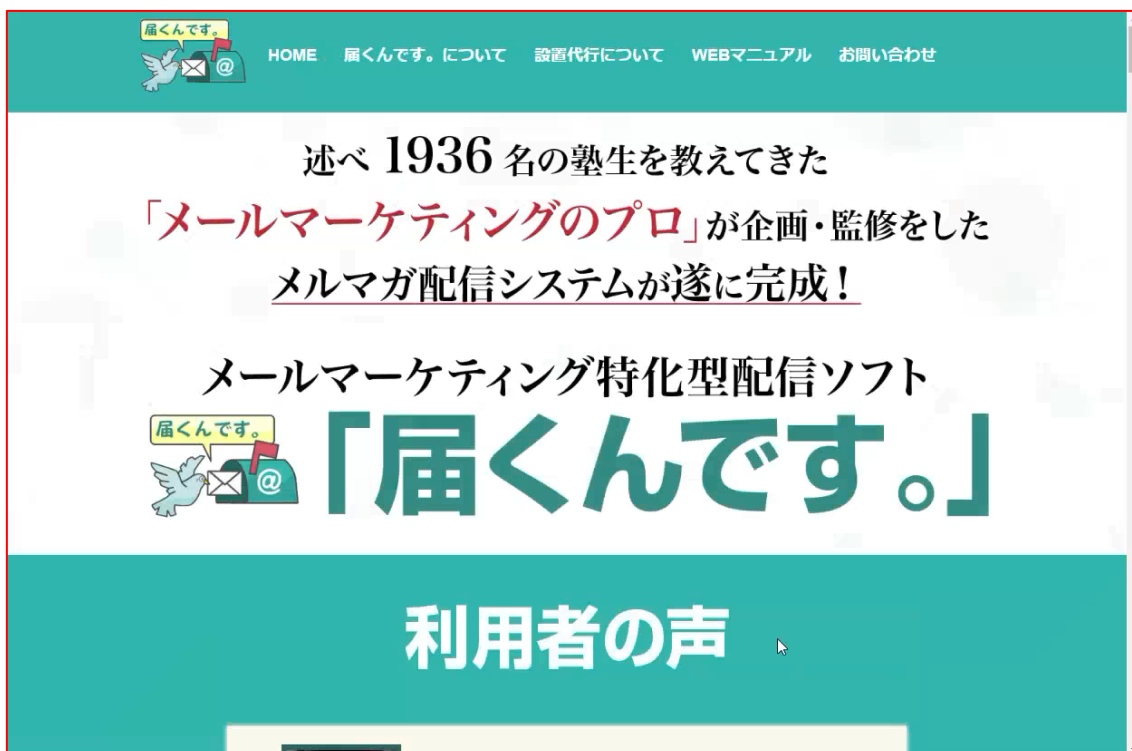 届くんです。
@
HOME 届くんです。について 設置代行について WEBマニュアル お問い合わせ
述べ 1936 名の塾生を教えてきた
「メールマーケティングのプロ」が企画・監修をした
メルマガ配信システムが遂に完成！
メールマーケティング特化型配信ソフト
届くんです。
@
「届くんです。」
利用者の声